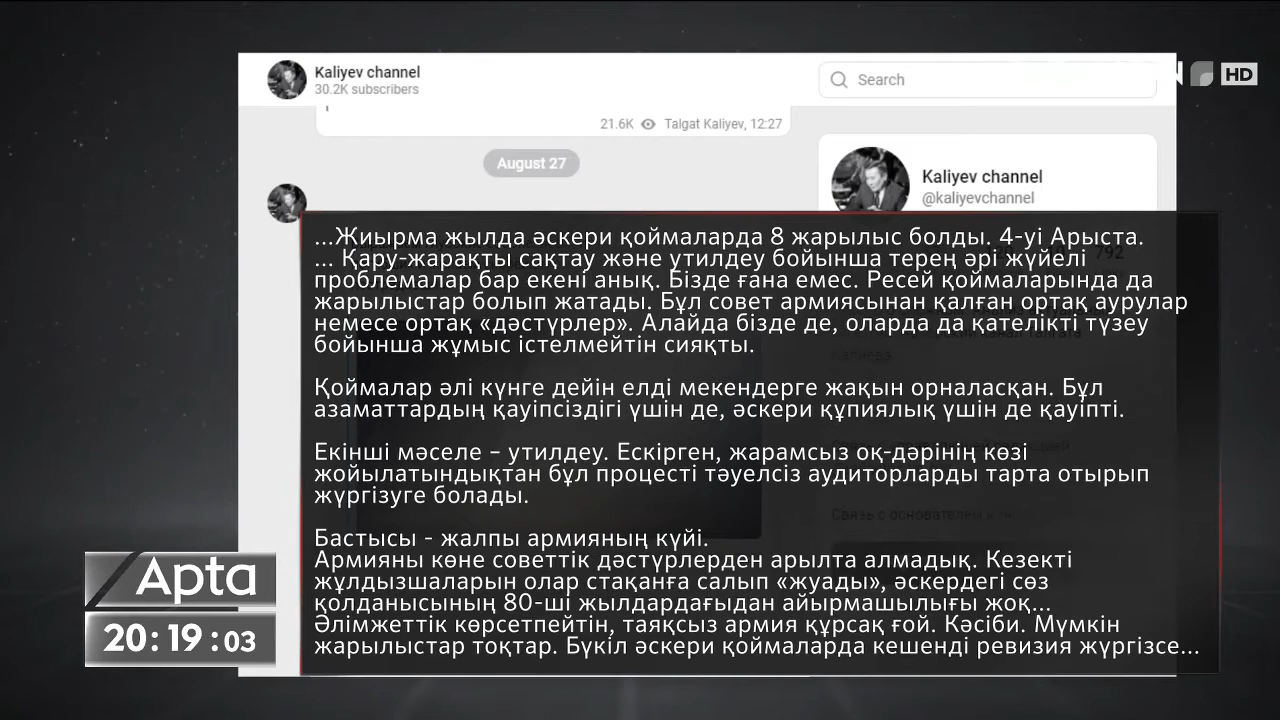 Kaliyev channel
30.2K subscribers
Search
N HD
21.6K Talgat Kaliyev, 12:27
August 27
Kaliyev channel
@kaliyevchannel
...Жиырма жылда әскери қоймаларда 8 жарылыс болды. 4-уі Арыста.
... Қару-жарақты сақтау және утилдеу бойынша терең әрі жүйелі
проблемалар бар екені анық. Бізде ғана емес. Ресей қоймаларында да
жарылыстар болып жатады. Бұл совет армиясынан қалған ортақ аурулар
немесе ортақ «дәстүрлер». Алайда бізде де, оларда да қателікті түзеу
бойынша жұмыс істелмейтін сияқты.
Қоймалар әлі күнге дейін елді мекендерге жақын орналасқан. Бұл
азаматтардың қауіпсіздігі үшін де, әскери құпиялық үшін де қауіпті.
Екінші мәселе – утилдеу. Ескірген, жарамсыз оқ-дәрінің көзі
жойылатындықтан бұл процесті тәуелсіз аудиторларды тарта отырып
жүргізуге болады.
Связь с основателем
Бастысы - жалпы армияның күйі.
Армияны көне советтік дәстүрлерден арылта алмадық. Кезекті
жұлдызшаларын олар стақанға салып «жуады», әскердегі сөз
қолданысының 80-ші жылдардағыдан айырмашылығы жоқ...
Әлімжеттік көрсетпейтін, таяқсыз армия құрсақ ғой. Кәсіби. Мүмкін
жарылыстар тоқтар. Бүкіл әскери қоймаларда кешенді ревизия жүргізсе...
Apta
20:19:03